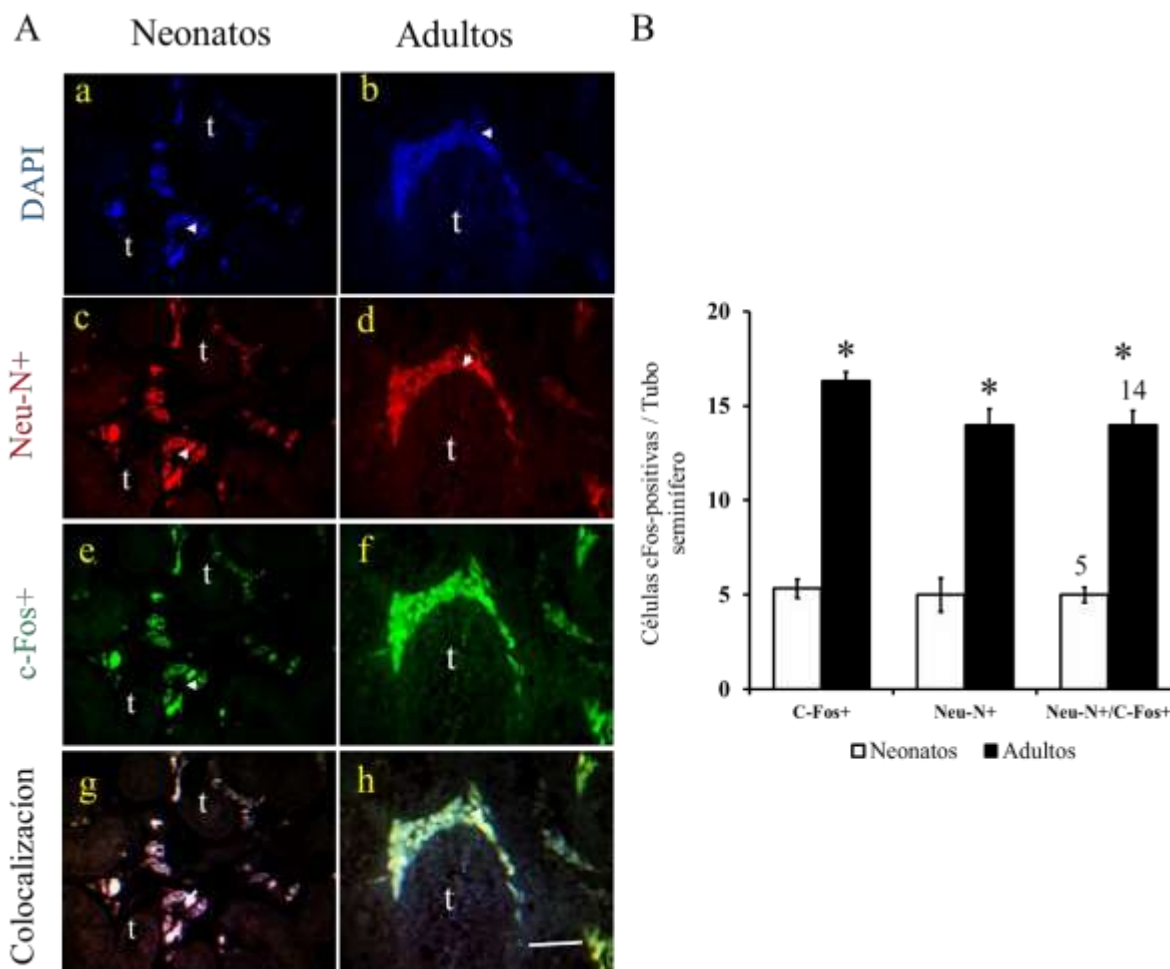 A
Neonatos
Adultos
DAPI
a
t
t
b
t
Neu-N+
c
t
t
d
t
c-Fos+
e
t
t
f
t
Colocalizacíon
g
t
t
h
t
B
Células cFos-positivas / Tubo
seminífero
20
15
10
5
0
*
*
*
14
5
C-Fos+
Neu-N+
Neu-N+/C-Fos+
Neonatos
Adultos